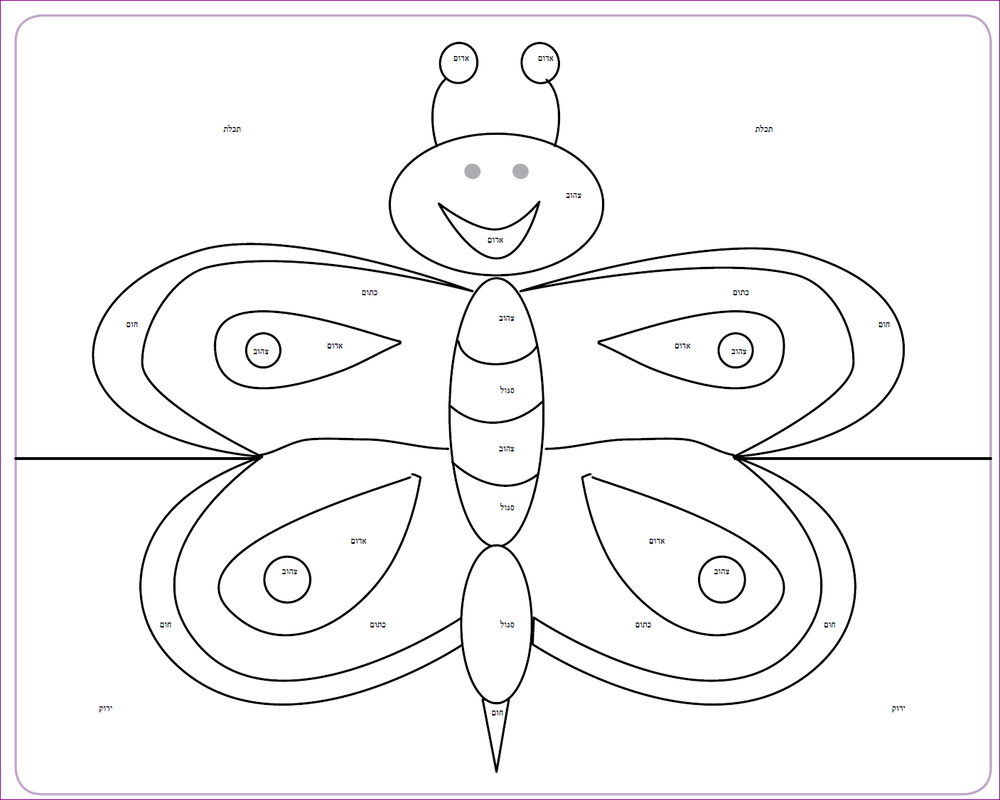 אדום אדום
תכלת תכלת
צהוב
אדום
כתום כתום
צהוב
חום חום
צהוב אדום אדום צהוב
סגול
צהוב
סגול
אדום אדום
צהוב צהוב
חום כתום סגול כתום חום
ירוק ירוק
חום